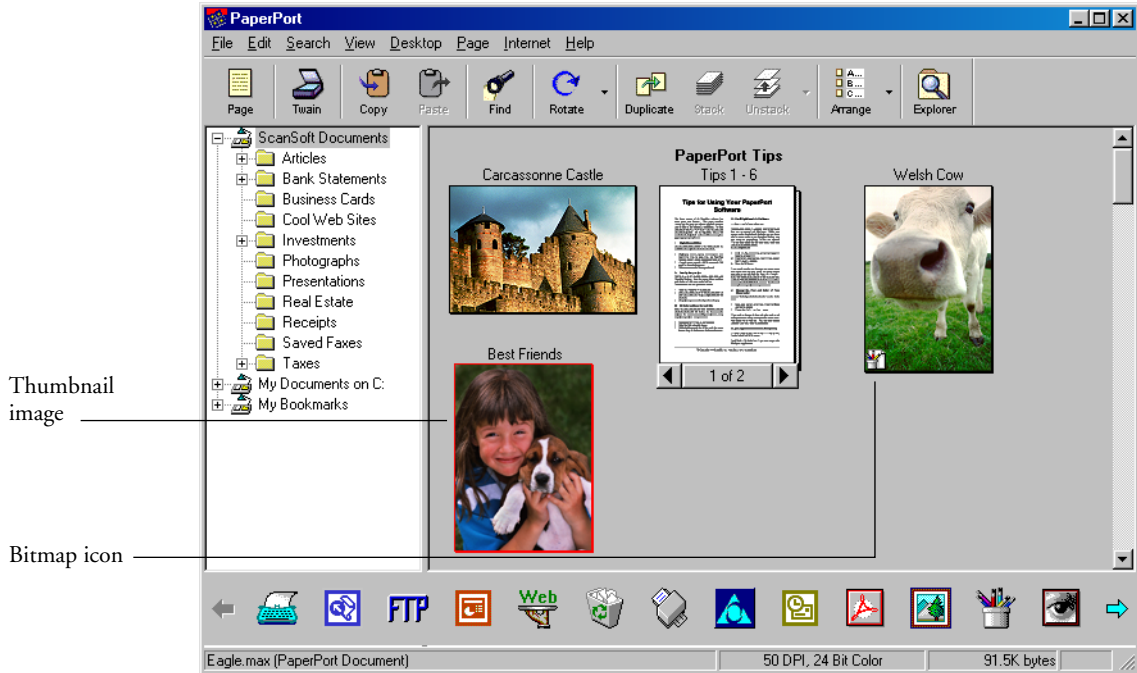 PaperPort
File Edit Search View Desktop Page Internet Help
Page Twain Copy Paste Find Rotate Duplicate Stack Unstack A... B... C... Arrange Explorer
ScanSoft Documents
Articles
Bank Statements
Business Cards
Cool Web Sites
Investments
Photographs
Presentations
Real Estate
Receipts
Saved Faxes
Taxes
My Documents on C:
My Bookmarks
Carcassonne Castle
PaperPort Tips
Tips 1 - 6
Tips for Using Your PaperPort
Software
1 of 2
Welsh Cow
Best Friends
Thumbnail
image
Bitmap icon
FTP
Web
Eagle.max (PaperPort Document) 50 DPI, 24 Bit Color 91.5K bytes